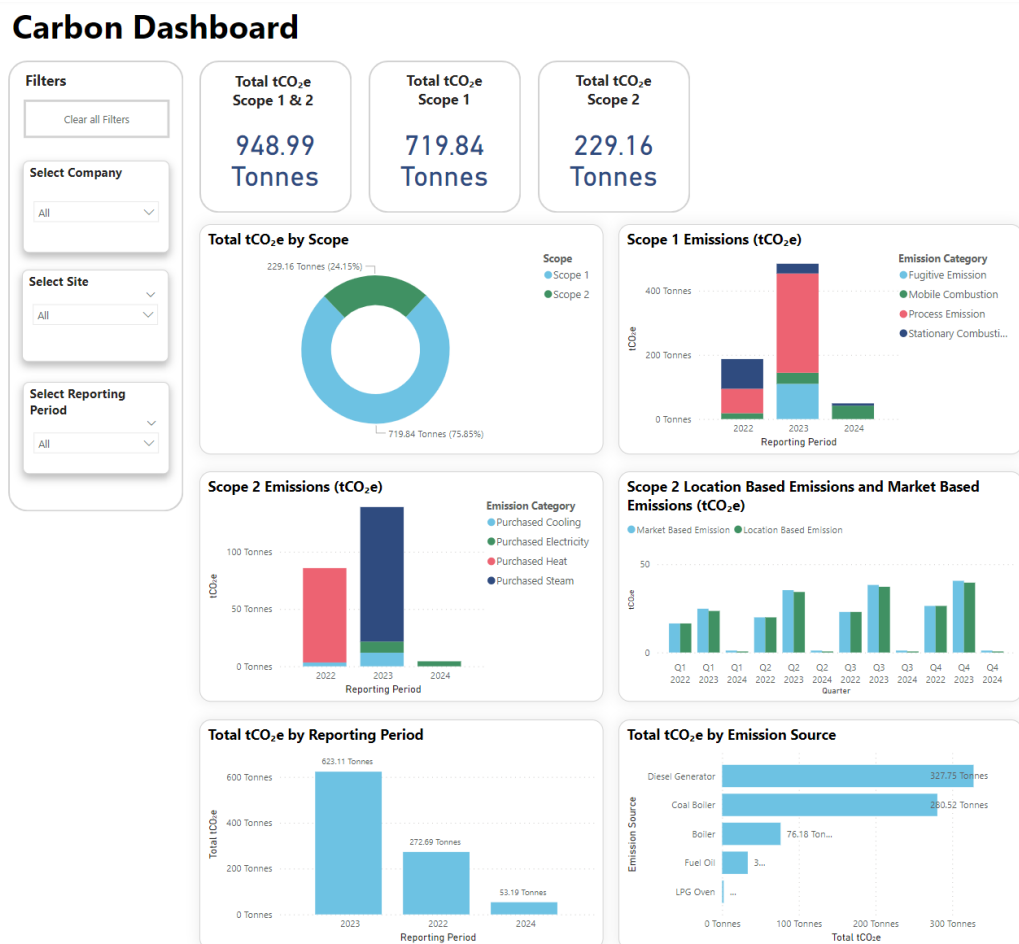 Carbon Dashboard
Filters
Clear all Filters
Select Company
All
Select Site
All
Select Reporting
Period
All
Total tCO₂e
Scope 1 & 2
948.99
Tonnes
Total tCO₂e
Scope 1
719.84
Tonnes
Total tCO₂e
Scope 2
229.16
Tonnes
Total tCO₂e by Scope
229.16 Tonnes (24.15%)
719.84 Tonnes (75.85%)
Scope
Scope 1
Scope 2
Scope 1 Emissions (tCO₂e)
tCO₂e
400 Tonnes
200 Tonnes
0 Tonnes
2022
2023
2024
Reporting Period
Emission Category
Fugitive Emission
Mobile Combustion
Process Emission
Stationary Combusti...
Scope 2 Emissions (tCO₂e)
tCO₂e
100 Tonnes
50 Tonnes
0 Tonnes
2022
2023
2024
Reporting Period
Emission Category
Purchased Cooling
Purchased Electricity
Purchased Heat
Purchased Steam
Scope 2 Location Based Emissions and Market Based
Emissions (tCO₂e)
Market Based Emission
Location Based Emission
tCO₂e
50
0
Q1 2022
Q1 2023
Q1 2024
Q2 2022
Q2 2023
Q2 2024
Q3 2022
Q3 2023
Q3 2024
Q4 2022
Q4 2023
Q4 2024
Quarter
Total tCO₂e by Reporting Period
Total tCO₂e
600 Tonnes
400 Tonnes
200 Tonnes
0 Tonnes
623.11 Tonnes
272.69 Tonnes
53.19 Tonnes
2023
2022
2024
Reporting Period
Total tCO₂e by Emission Source
Emission Source
Diesel Generator
327.75 Tonnes
Coal Boiler
280.52 Tonnes
Boiler
76.18 Ton...
Fuel Oil
3...
LPG Oven
...
0 Tonnes
100 Tonnes
200 Tonnes
300 Tonnes
Total tCO₂e